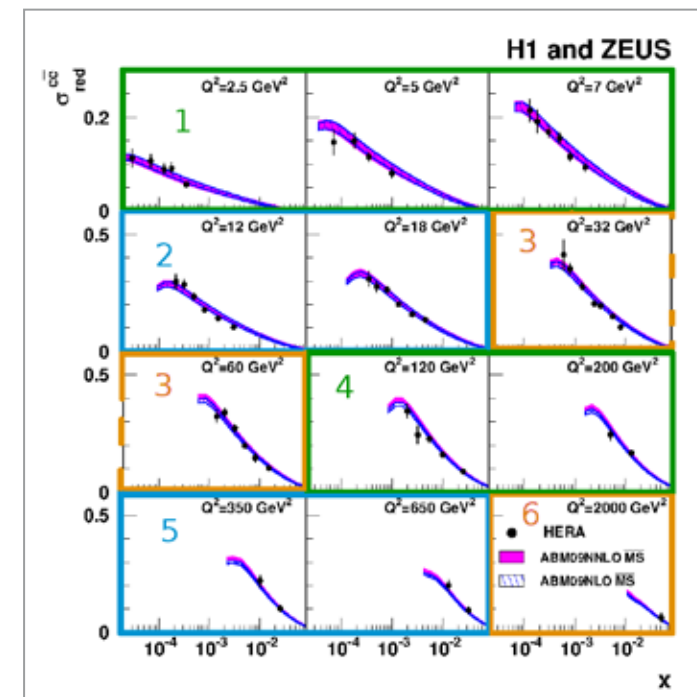 H1 and ZEUS
σ red cc̄
Q²=2.5 GeV² Q²=5 GeV² Q²=7 GeV²
0.2
1
0
Q²=12 GeV² Q²=18 GeV² Q²=32 GeV²
0.5
2 3
0
Q²=60 GeV² Q²=120 GeV² Q²=200 GeV²
0.5
3 4
0
Q²=350 GeV² Q²=650 GeV² Q²=2000 GeV²
0.5
5 6
HERA
ABM09NNLO M̅S̅
ABM09NLO M̅S̅
0
10⁻⁴ 10⁻³ 10⁻² 10⁻⁴ 10⁻³ 10⁻² 10⁻⁴ 10⁻³ 10⁻²
x